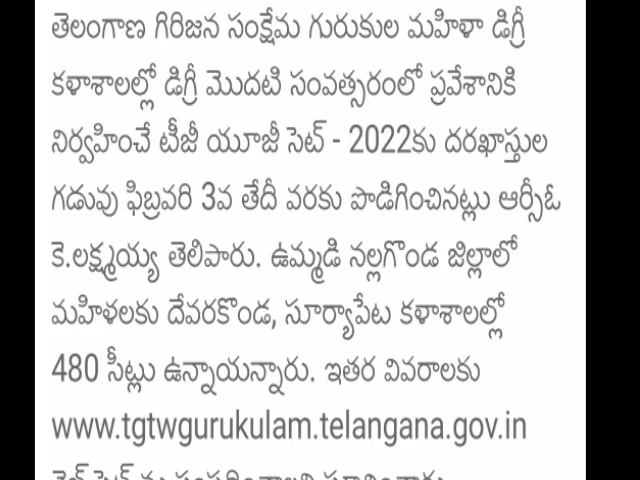 తెలంగాణ గిరిజన సంక్షేమ గురుకుల మహిళా డిగ్రీ
కళాశాలల్లో డిగ్రీ మొదటి సంవత్సరంలో ప్రవేశానికి
నిర్వహించే టీజీ యూజీ సెట్ - 2022కు దరఖాస్తుల
గడువు ఫిబ్రవరి 3వ తేదీ వరకు పొడిగించినట్లు ఆర్సీఓ
కె.లక్ష్మయ్య తెలిపారు. ఉమ్మడి నల్లగొండ జిల్లాలో
మహిళలకు దేవరకొండ, సూర్యాపేట కళాశాలల్లో
480 సీట్లు ఉన్నాయన్నారు. ఇతర వివరాలకు
www.tgtwgurukulam.telangana.gov.in